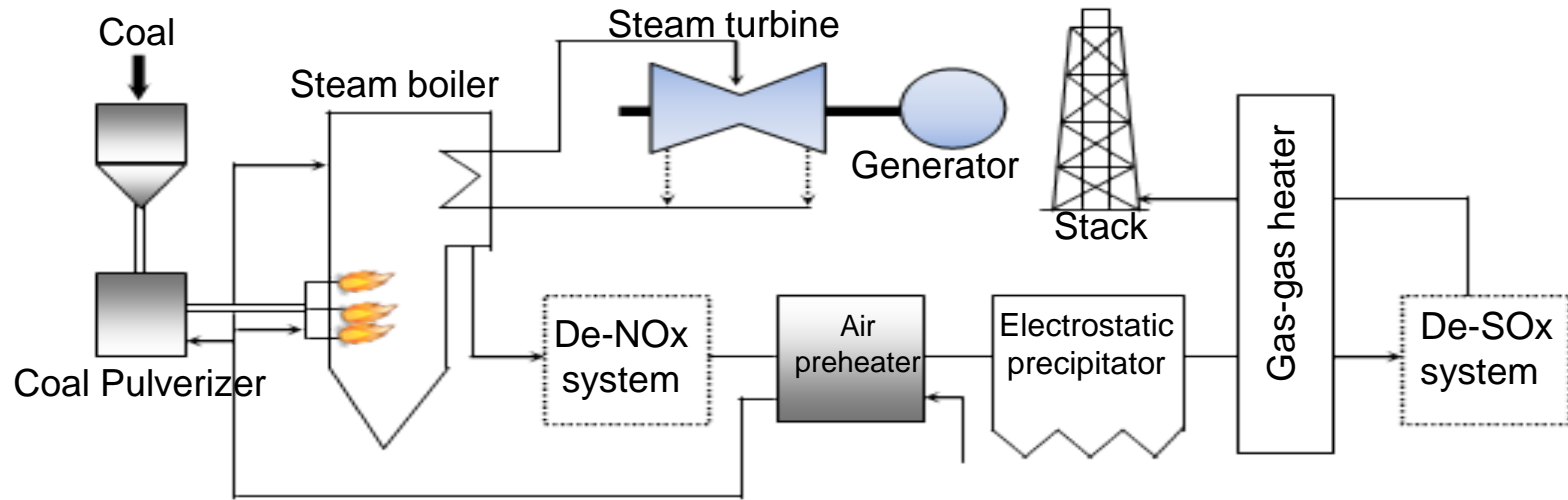 Coal
Steam turbine
Steam boiler
Generator
Stack
Gas-gas heater
Coal Pulverizer
De-NOx
system
Air
preheater
Electrostatic
precipitator
De-SOx
system